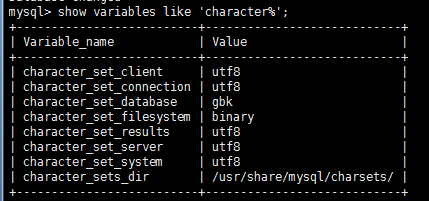 mysql> show variables like 'character%';
+--------------------------+----------------------------+
| Variable_name | Value |
+--------------------------+----------------------------+
| character_set_client | utf8 |
| character_set_connection | utf8 |
| character_set_database | gbk |
| character_set_filesystem | binary |
| character_set_results | utf8 |
| character_set_server | utf8 |
| character_set_system | utf8 |
| character_sets_dir | /usr/share/mysql/charsets/ |
+--------------------------+----------------------------+